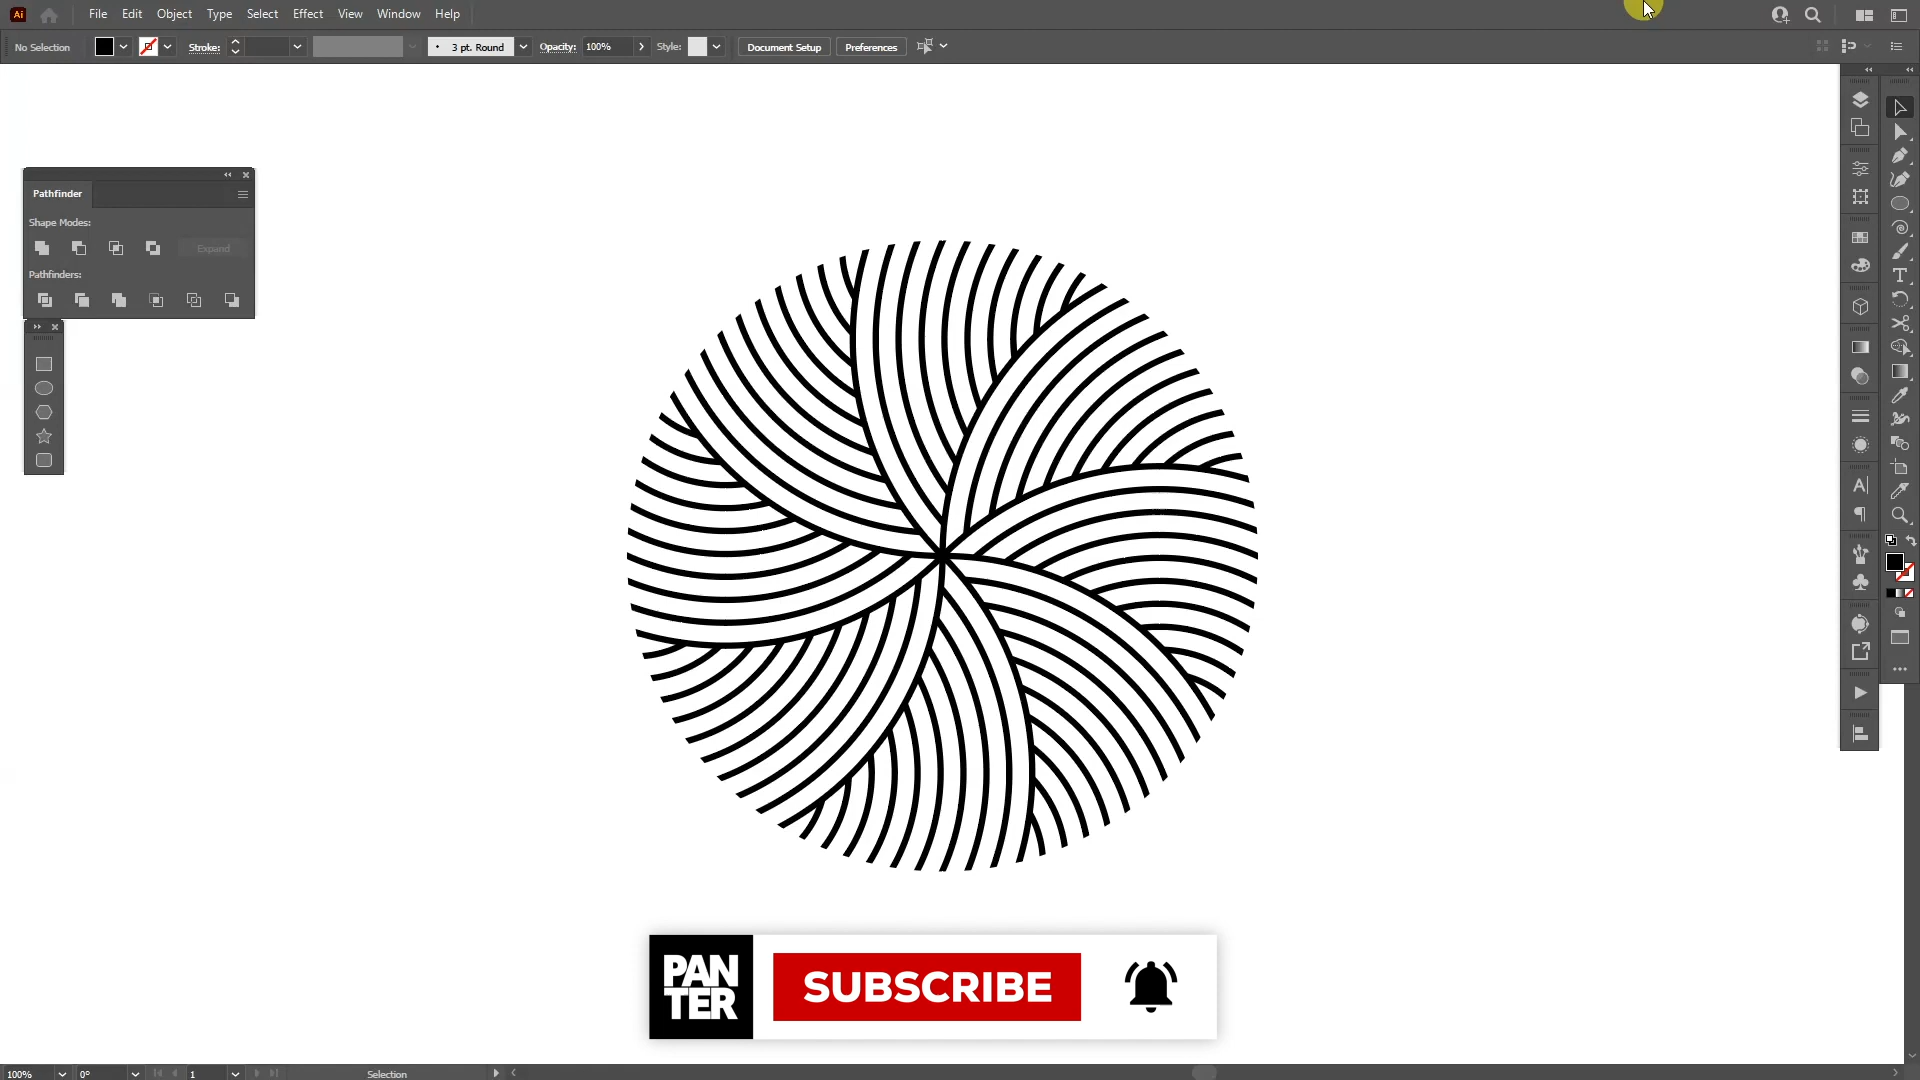 Ai File Edit Object Type Select Effect View Window Help
No Selection Stroke: 3 pt. Round Opacity: 100% Style: Document Setup Preferences
Pathfinder
Shape Modes:
Expand
Pathfinders:
PAN
TER
SUBSCRIBE
100% 0° 1 Selection